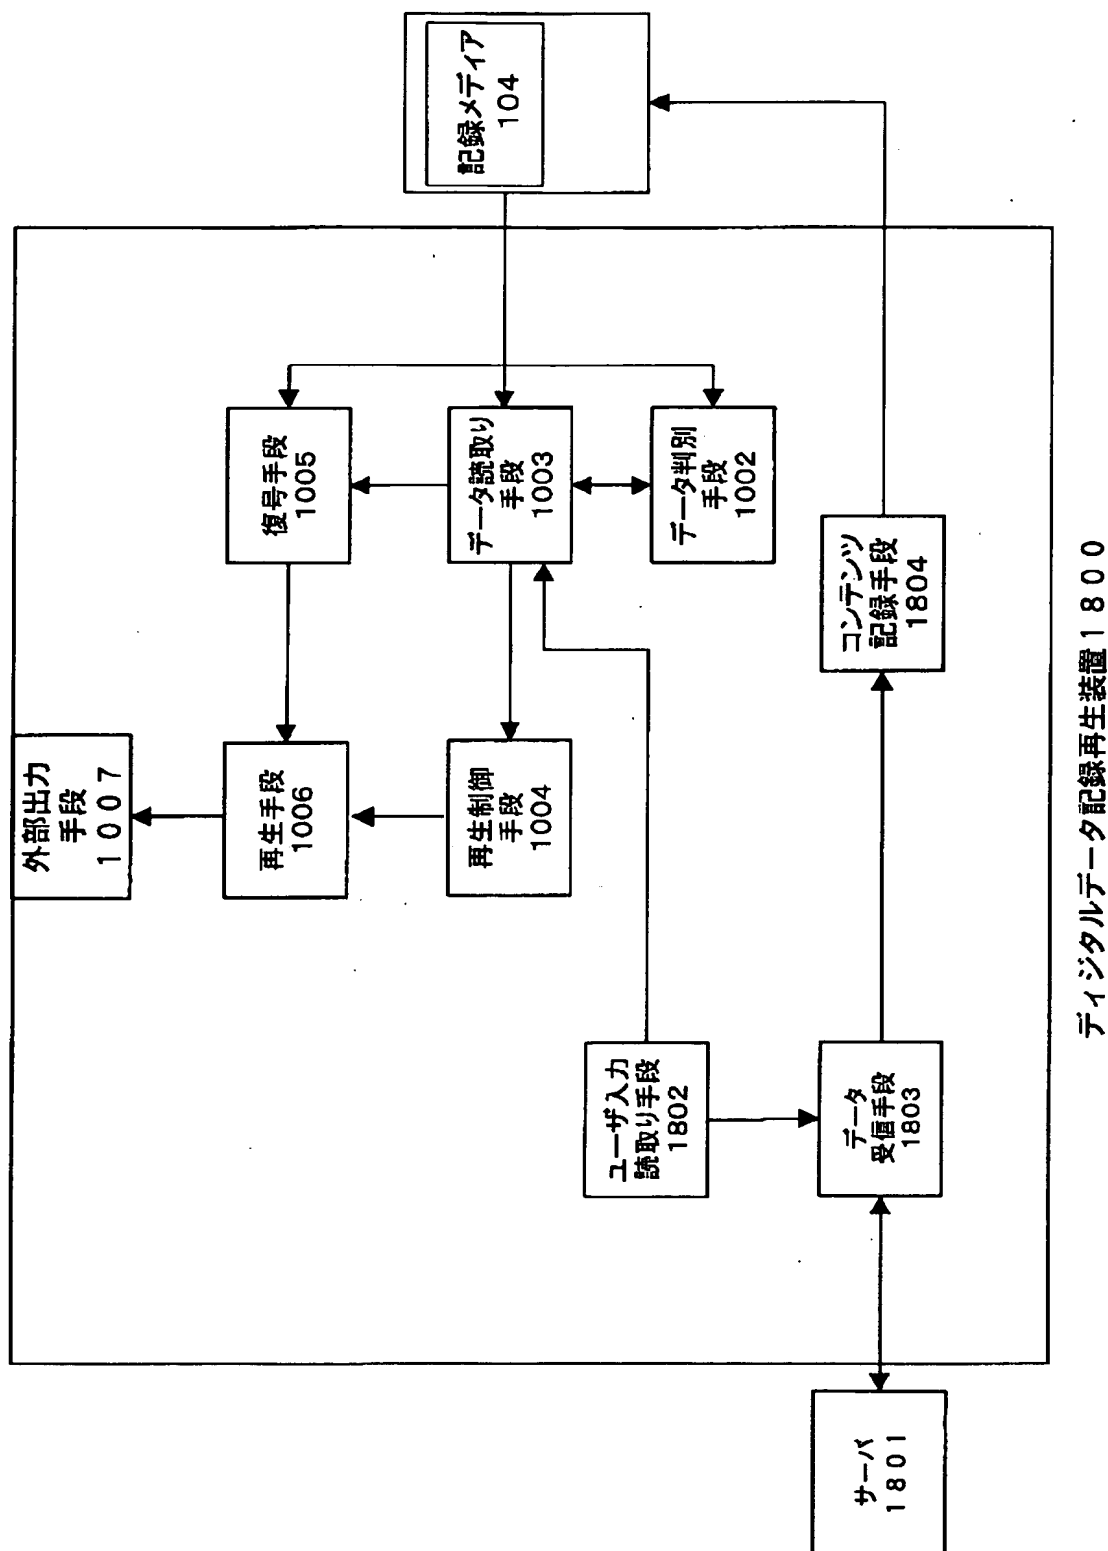 記録メディア
104
復号手段
1005
データ読取り
手段
1003
データ判別
手段
1002
コンテンツ
記録手段
1804
外部出力
手段
1007
再生手段
1006
再生制御
手段
1004
ユーザ入力
読取り手段
1802
データ
受信手段
1803
サーバ
1801
ディジタルデータ記録再生装置1800